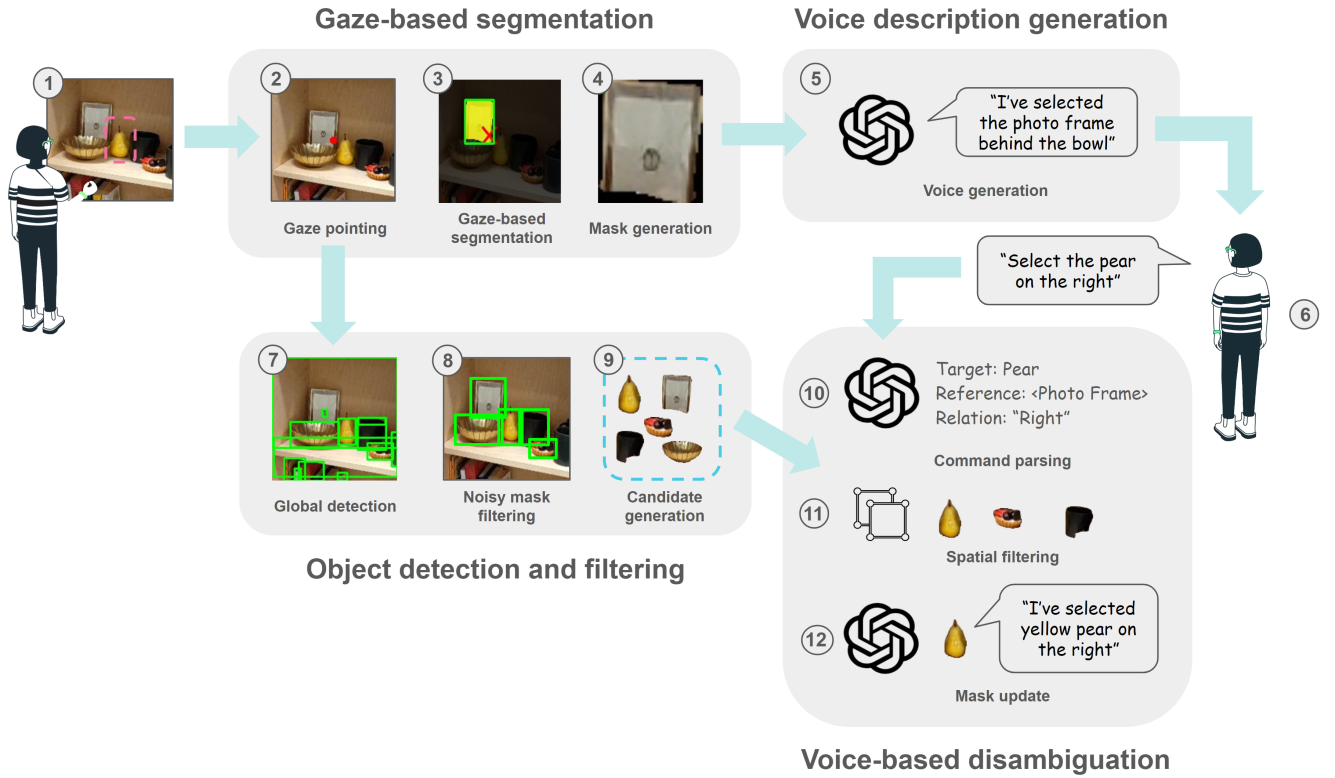 Gaze-based segmentation
Voice description generation
1
2
3
4
5
Gaze pointing
Gaze-based
segmentation
Mask generation
“I’ve selected
the photo frame
behind the bowl”
Voice generation
“Select the pear
on the right”
6
7
8
9
Global detection
Noisy mask
filtering
Candidate
generation
Object detection and filtering
10
Target: Pear
Reference: <Photo Frame>
Relation: “Right”
Command parsing
11
Spatial filtering
12
“I’ve selected
yellow pear on
the right”
Mask update
Voice-based disambiguation